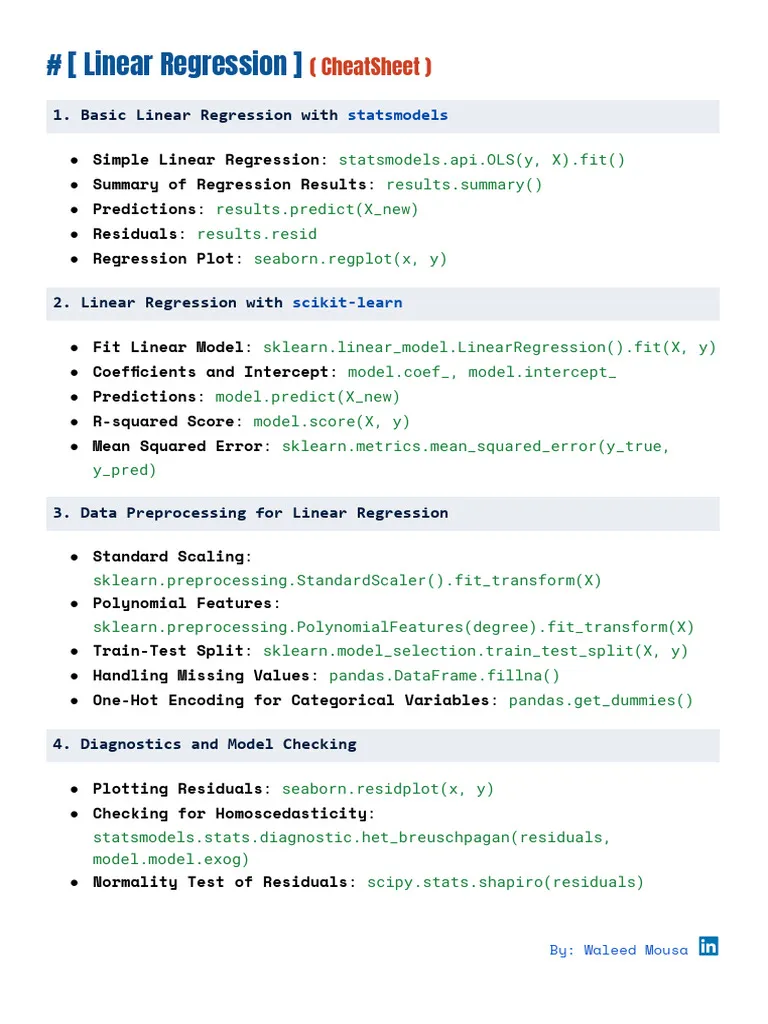 # [ Linear Regression ] ( CheatSheet )
1. Basic Linear Regression with statsmodels
● Simple Linear Regression: statsmodels.api.OLS(y, X).fit()
● Summary of Regression Results: results.summary()
● Predictions: results.predict(X_new)
● Residuals: results.resid
● Regression Plot: seaborn.regplot(x, y)
2. Linear Regression with scikit-learn
● Fit Linear Model: sklearn.linear_model.LinearRegression().fit(X, y)
● Coefficients and Intercept: model.coef_, model.intercept_
● Predictions: model.predict(X_new)
● R-squared Score: model.score(X, y)
● Mean Squared Error: sklearn.metrics.mean_squared_error(y_true,
y_pred)
3. Data Preprocessing for Linear Regression
● Standard Scaling:
sklearn.preprocessing.StandardScaler().fit_transform(X)
● Polynomial Features:
sklearn.preprocessing.PolynomialFeatures(degree).fit_transform(X)
● Train-Test Split: sklearn.model_selection.train_test_split(X, y)
● Handling Missing Values: pandas.DataFrame.fillna()
● One-Hot Encoding for Categorical Variables: pandas.get_dummies()
4. Diagnostics and Model Checking
● Plotting Residuals: seaborn.residplot(x, y)
● Checking for Homoscedasticity:
statsmodels.stats.diagnostic.het_breuschpagan(residuals,
model.model.exog)
● Normality Test of Residuals: scipy.stats.shapiro(residuals)
By: Waleed Mousa in